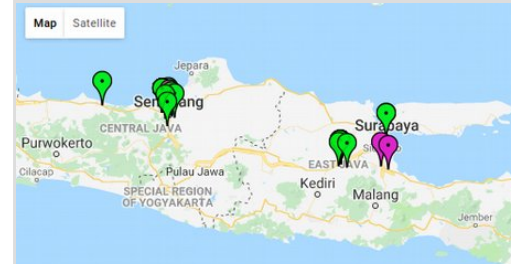 Map Satellite
Jepara
CENTRAL JAVA
Purwokerto
Surabaya
Cilacap
Pulau Jawa
EAST JAVA
SPECIAL REGION
OF YOGYAKARTA
Kediri
Malang
Jember